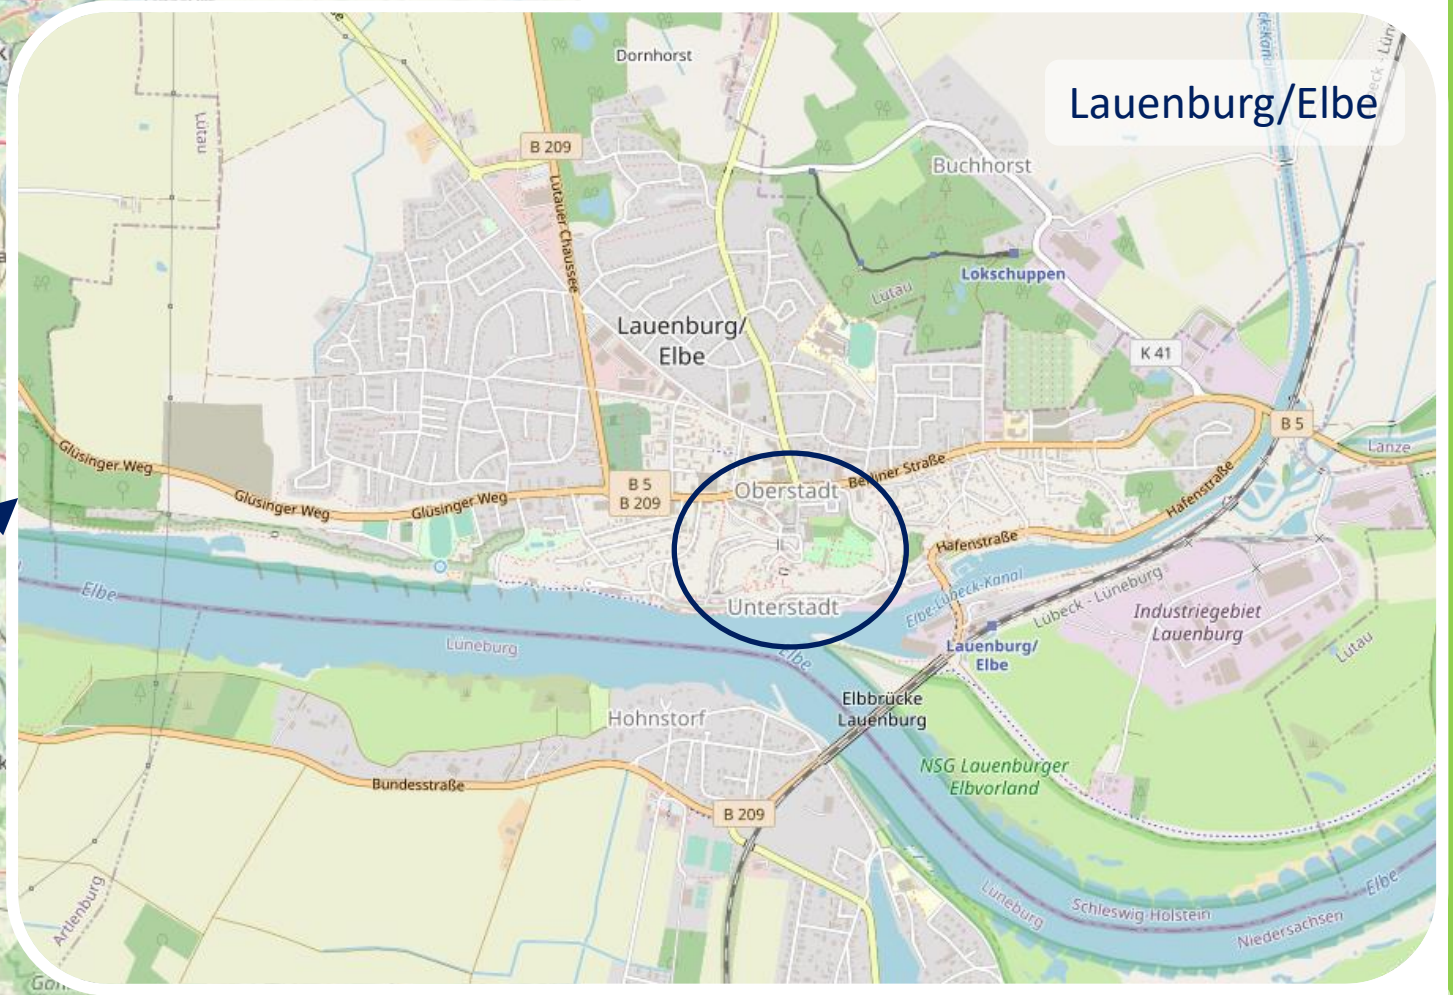 Lauenburg/Elbe
Dornhorst
B 209
Lütau
Lütauer Chaussee
Buchhorst
Lokschuppen
Lütau
Lauenburg/
Elbe
K 41
B 5
Lanze
Glüsinger Weg
Glüsinger Weg
Glüsinger Weg
B 5
B 209
Oberstadt
Berliner Straße
Hafenstraße
Hafenstraße
Elbe-Lübeck-Kanal
Lübeck - Lüneburg
Unterstadt
Elbe
Lüneburg
Elbe
Industriegebiet
Lauenburg
Lütau
Lauenburg/
Elbe
Elbbrücke
Lauenburg
Hohnstorf
NSG Lauenburger
Elbvorland
Bundesstraße
B 209
Artlenburg
Lüneburg
Schleswig-Holstein
Elbe
Niedersachsen